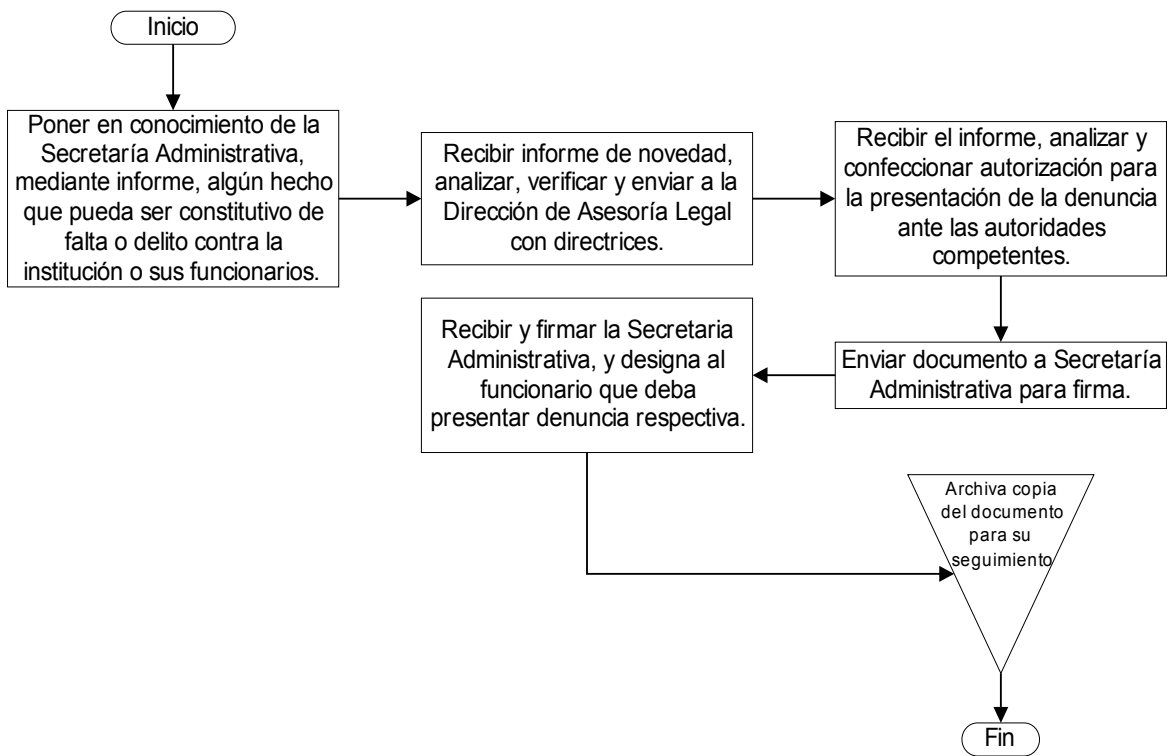 Inicio
Poner en conocimiento de la
Secretaría Administrativa,
mediante informe, algún hecho
que pueda ser constitutivo de
falta o delito contra la
institución o sus funcionarios.
Recibir informe de novedad,
analizar, verificar y enviar a la
Dirección de Asesoría Legal
con directrices.
Recibir el informe, analizar y
confeccionar autorización para
la presentación de la denuncia
ante las autoridades
competentes.
Enviar documento a Secretaría
Administrativa para firma.
Recibir y firmar la Secretaria
Administrativa, y designa al
funcionario que deba
presentar denuncia respectiva.
Archiva copia
del documento
para su
seguimiento
Fin